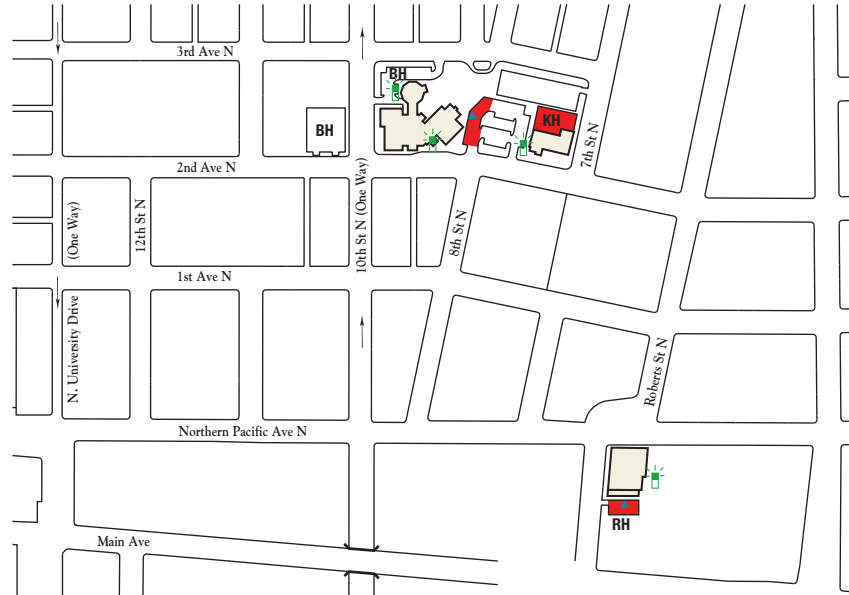 3rd Ave N
BH
BH
KH
7th St N
2nd Ave N
(One Way)
12th St N
10th St N (One Way)
8th St N
1st Ave N
N. University Drive
Roberts St N
Northern Pacific Ave N
RH
Main Ave